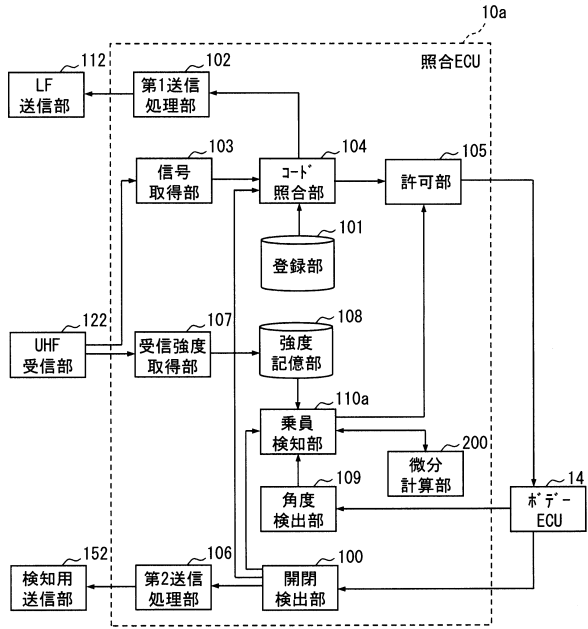 10a
照合ECU
112
LF
送信部
102
第1送信
処理部
103
信号
取得部
104
コード
照合部
105
許可部
101
登録部
122
UHF
受信部
107
受信強度
取得部
108
強度
記憶部
110a
乗員
検知部
200
微分
計算部
109
角度
検出部
14
ボデー
ECU
152
検知用
送信部
106
第2送信
処理部
100
開閉
検出部